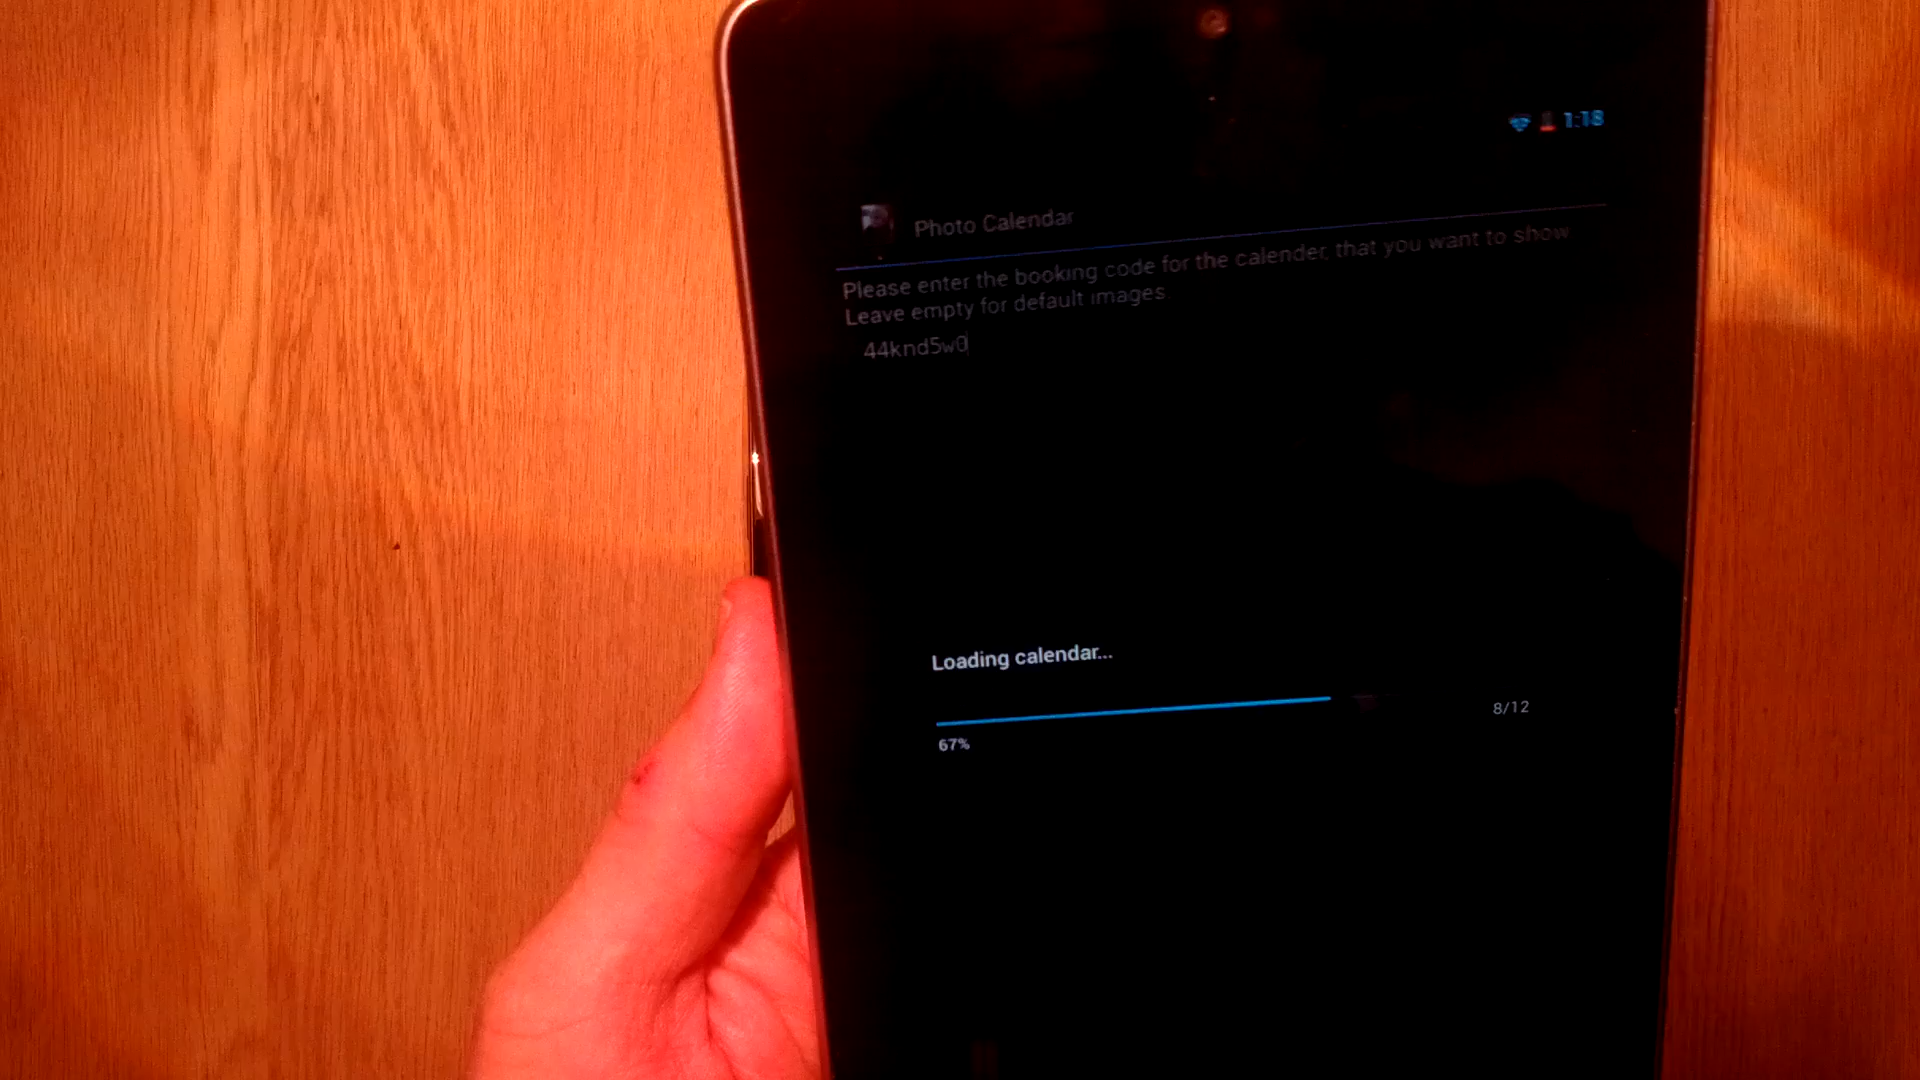 1:18
Photo Calendar
Please enter the booking code for the calender, that you want to show
Leave empty for default images.
44knd5w0
Loading calendar...
8/12
67%